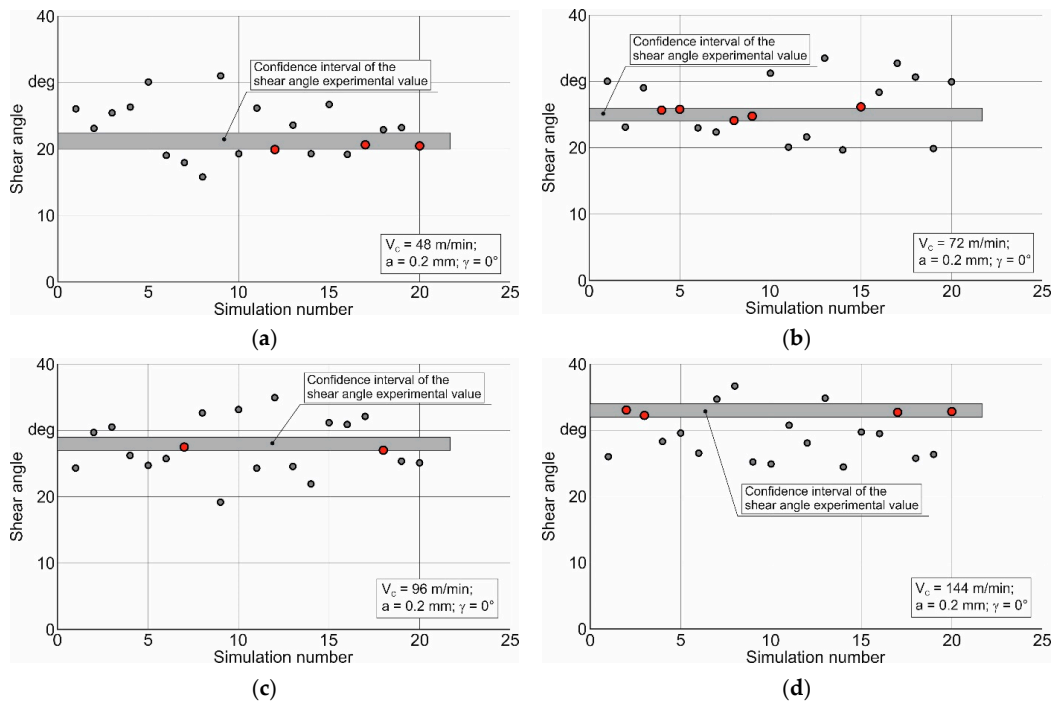 40
deg
20
10
0
Shear angle
Confidence interval of the
shear angle experimental value
V_C = 48 m/min;
a = 0.2 mm; γ = 0°
0 5 10 15 20 25
Simulation number
(a)
40
deg
20
10
0
Shear angle
Confidence interval of the
shear angle experimental value
V_C = 72 m/min;
a = 0.2 mm; γ = 0°
0 5 10 15 20 25
Simulation number
(b)
40
deg
20
10
0
Shear angle
Confidence interval of the
shear angle experimental value
V_C = 96 m/min;
a = 0.2 mm; γ = 0°
0 5 10 15 20 25
Simulation number
(c)
40
deg
20
10
0
Shear angle
Confidence interval of the
shear angle experimental value
V_C = 144 m/min;
a = 0.2 mm; γ = 0°
0 5 10 15 20 25
Simulation number
(d)